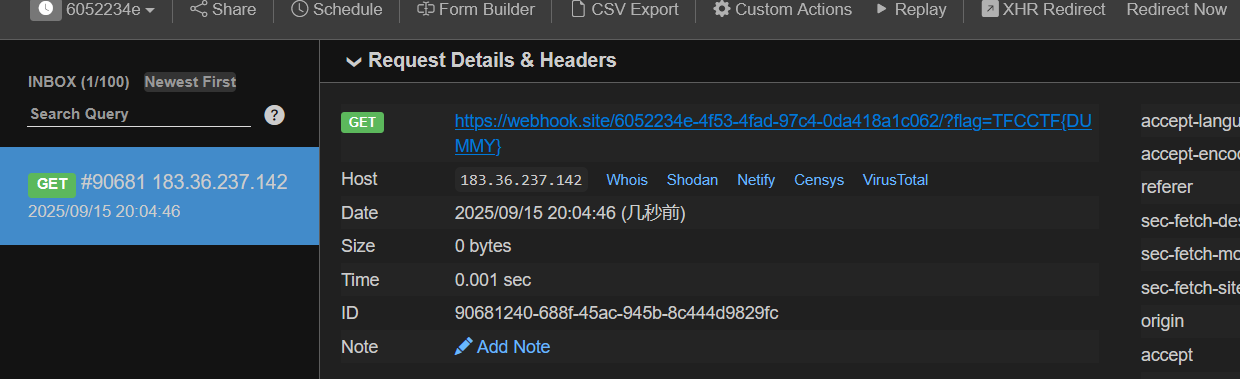 6052234e Share Schedule Form Builder CSV Export Custom Actions Replay XHR Redirect Redirect Now
INBOX (1/100) Newest First
Search Query ?
GET #90681 183.36.237.142
2025/09/15 20:04:46
Request Details & Headers
GET https://webhook.site/6052234e-4f53-4fad-97c4-0da418a1c062/?flag=TFCCTF{DU
MMY}
Host 183.36.237.142 Whois Shodan Netify Censys VirusTotal
Date 2025/09/15 20:04:46 (几秒前)
Size 0 bytes
Time 0.001 sec
ID 90681240-688f-45ac-945b-8c444d9829fc
Note Add Note
accept-langu
accept-enco
referer
sec-fetch-des
sec-fetch-mo
sec-fetch-site
origin
accept